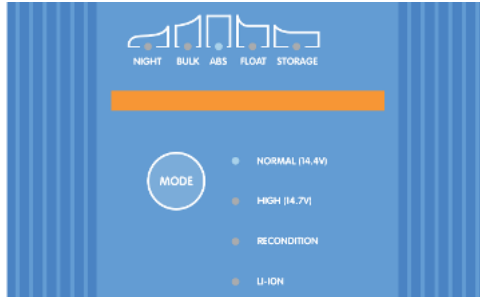 NIGHT BULK ABS FLOAT STORAGE
NORMAL (14.4V)
MODE
HIGH (14.7V)
RECONDITION
LI-ION